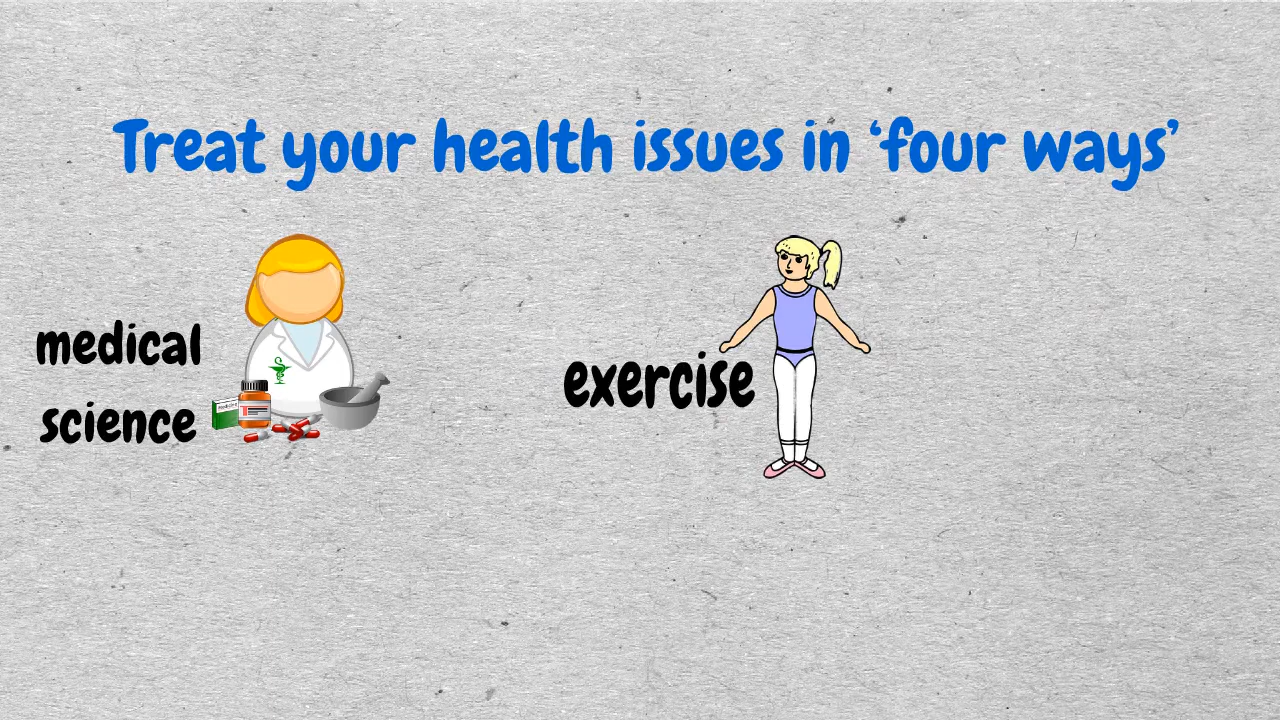 Treat your health issues in ‘four ways’
medical
science
exercise